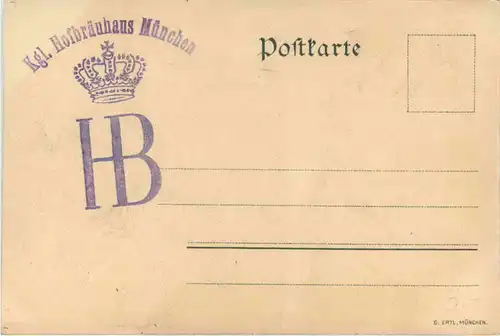 Kgl. Hofbräuhaus München
Postkarte
HB
O. ERTL, MÜNCHEN.